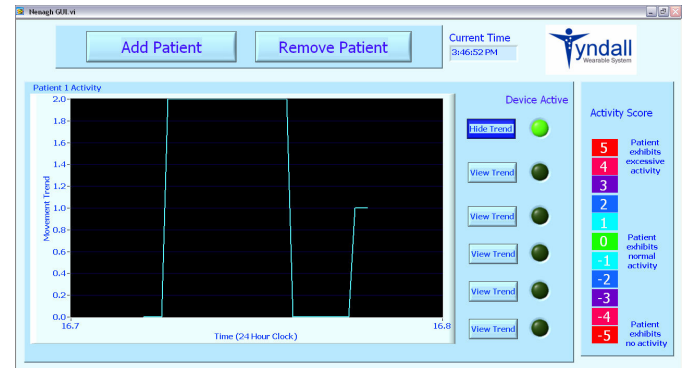 Nenagh GUI.vi
Add Patient
Remove Patient
Current Time
3:46:52 PM
Tyndall
Wearable System
Patient 1 Activity
Movement Trend
2.0
1.8
1.6
1.4
1.2
1.0
0.8
0.6
0.4
0.2
0.0
16.7
16.8
Time (24 Hour Clock)
Device Active
Hide Trend
View Trend
View Trend
View Trend
View Trend
View Trend
Activity Score
5
4
3
2
1
0
-1
-2
-3
-4
-5
Patient
exhibits
excessive
activity
Patient
exhibits
normal
activity
Patient
exhibits
no activity